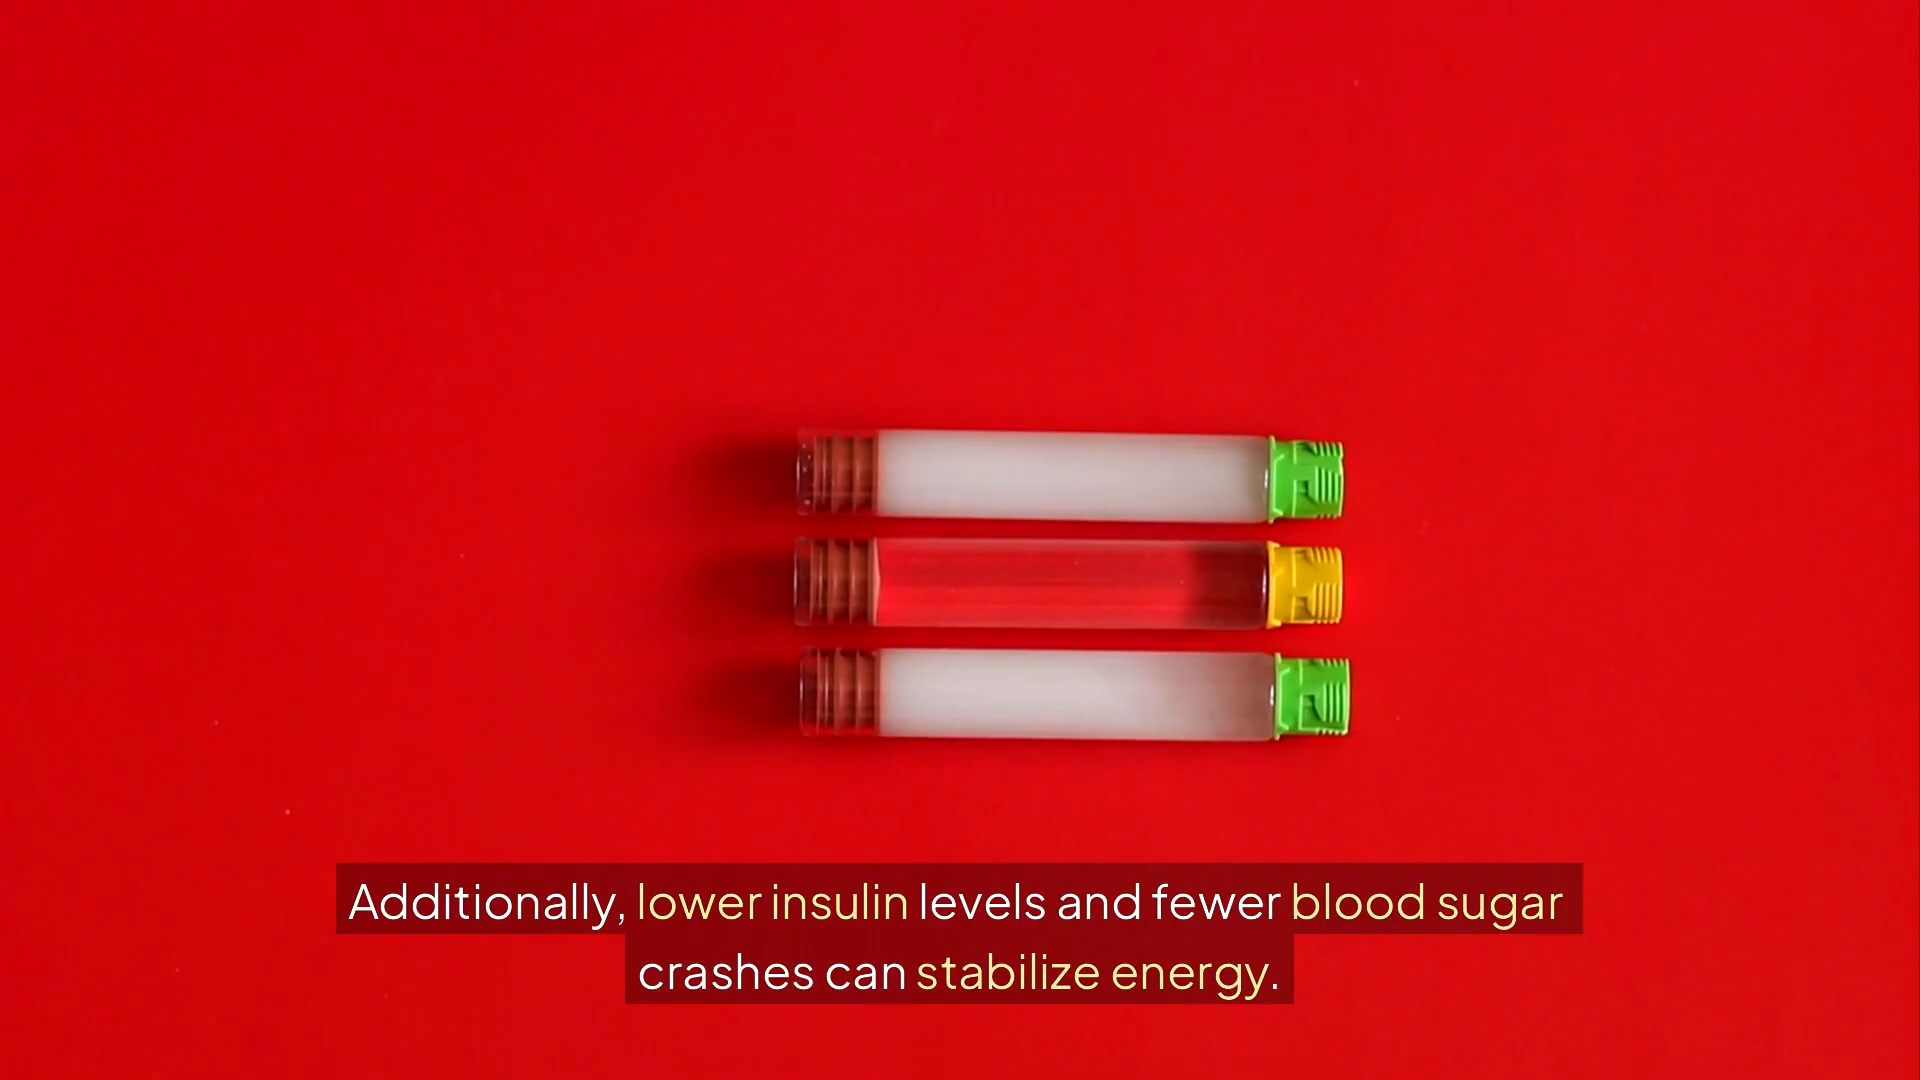 Additionally, lower insulin levels and fewer blood sugar
crashes can stabilize energy.